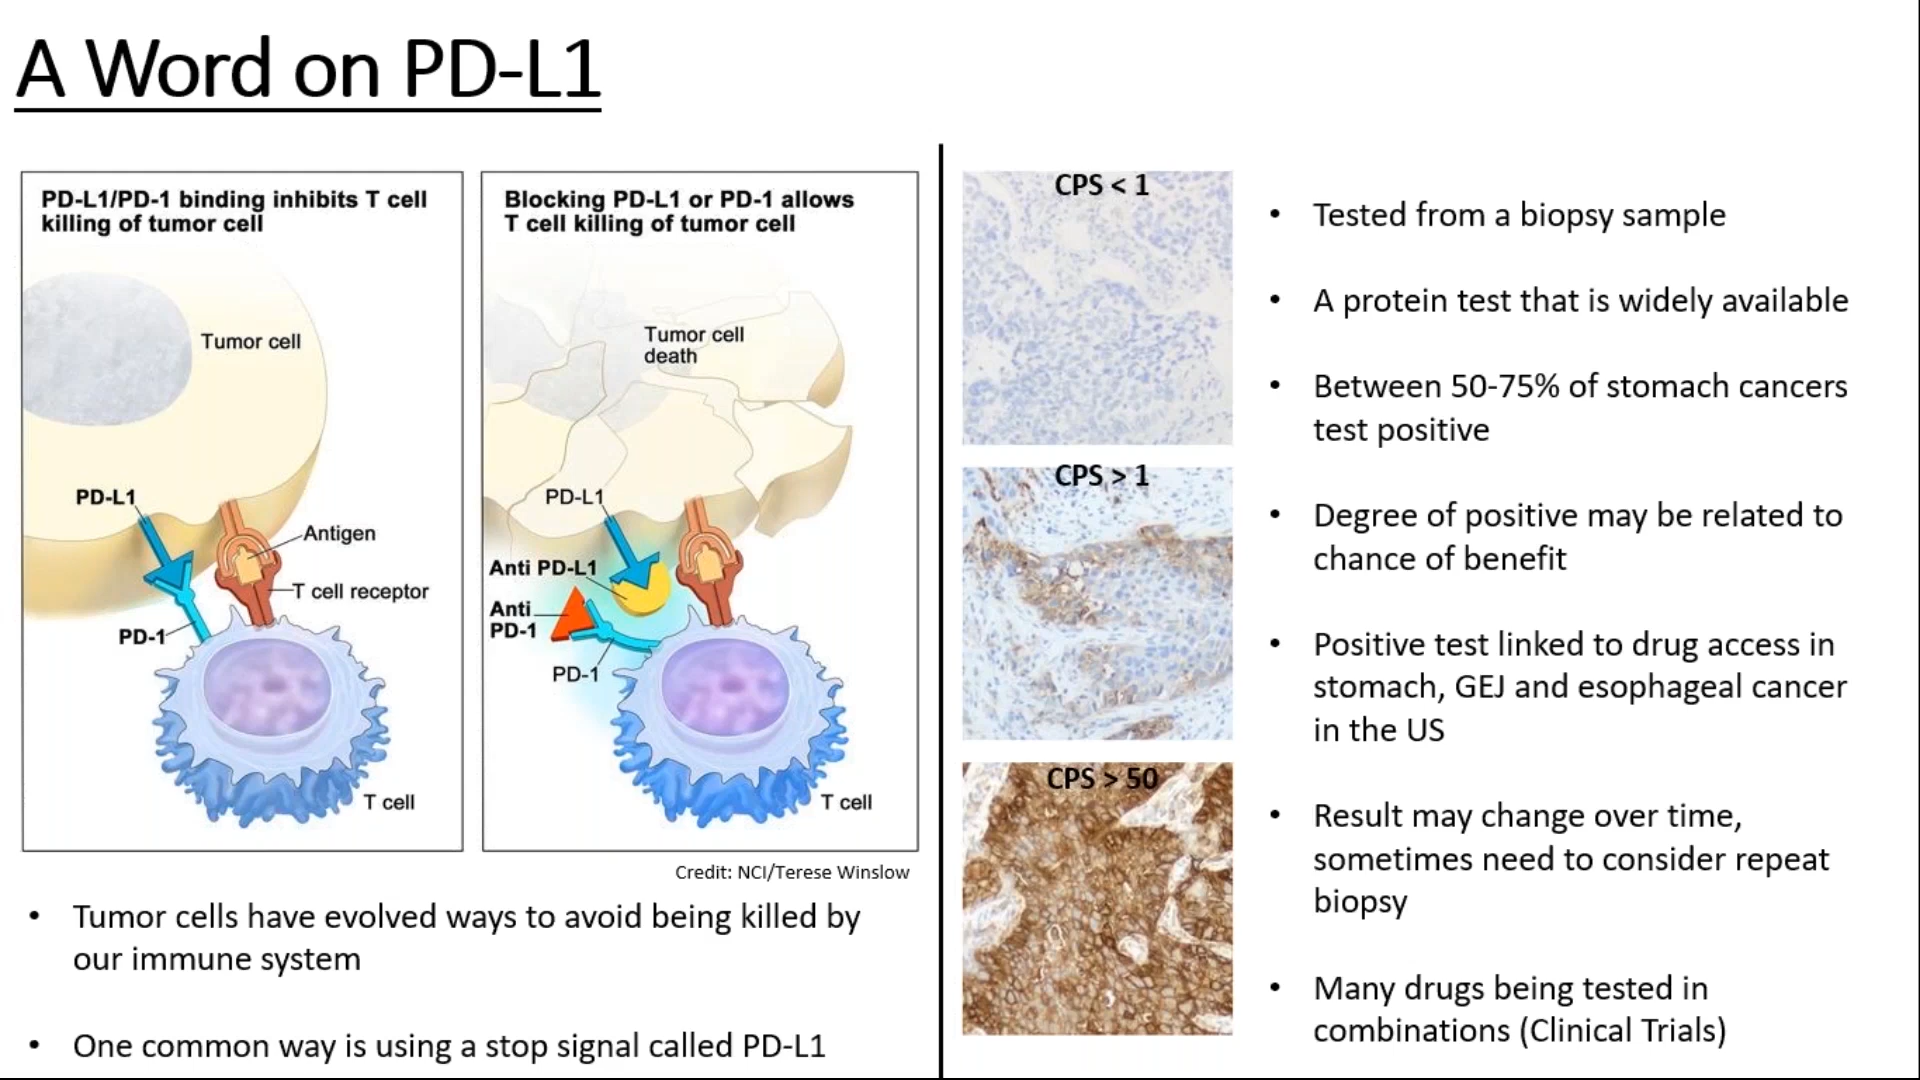 A Word on PD-L1
PD-L1/PD-1 binding inhibits T cell
killing of tumor cell
Tumor cell
PD-L1
Antigen
T cell receptor
PD-1
T cell
Blocking PD-L1 or PD-1 allows
T cell killing of tumor cell
Tumor cell
death
PD-L1
Anti PD-L1
Anti
PD-1
PD-1
T cell
Credit: NCI/Terese Winslow
• Tumor cells have evolved ways to avoid being killed by
our immune system
• One common way is using a stop signal called PD-L1
CPS < 1
CPS > 1
CPS > 50
• Tested from a biopsy sample
• A protein test that is widely available
• Between 50-75% of stomach cancers
test positive
• Degree of positive may be related to
chance of benefit
• Positive test linked to drug access in
stomach, GEJ and esophageal cancer
in the US
• Result may change over time,
sometimes need to consider repeat
biopsy
• Many drugs being tested in
combinations (Clinical Trials)